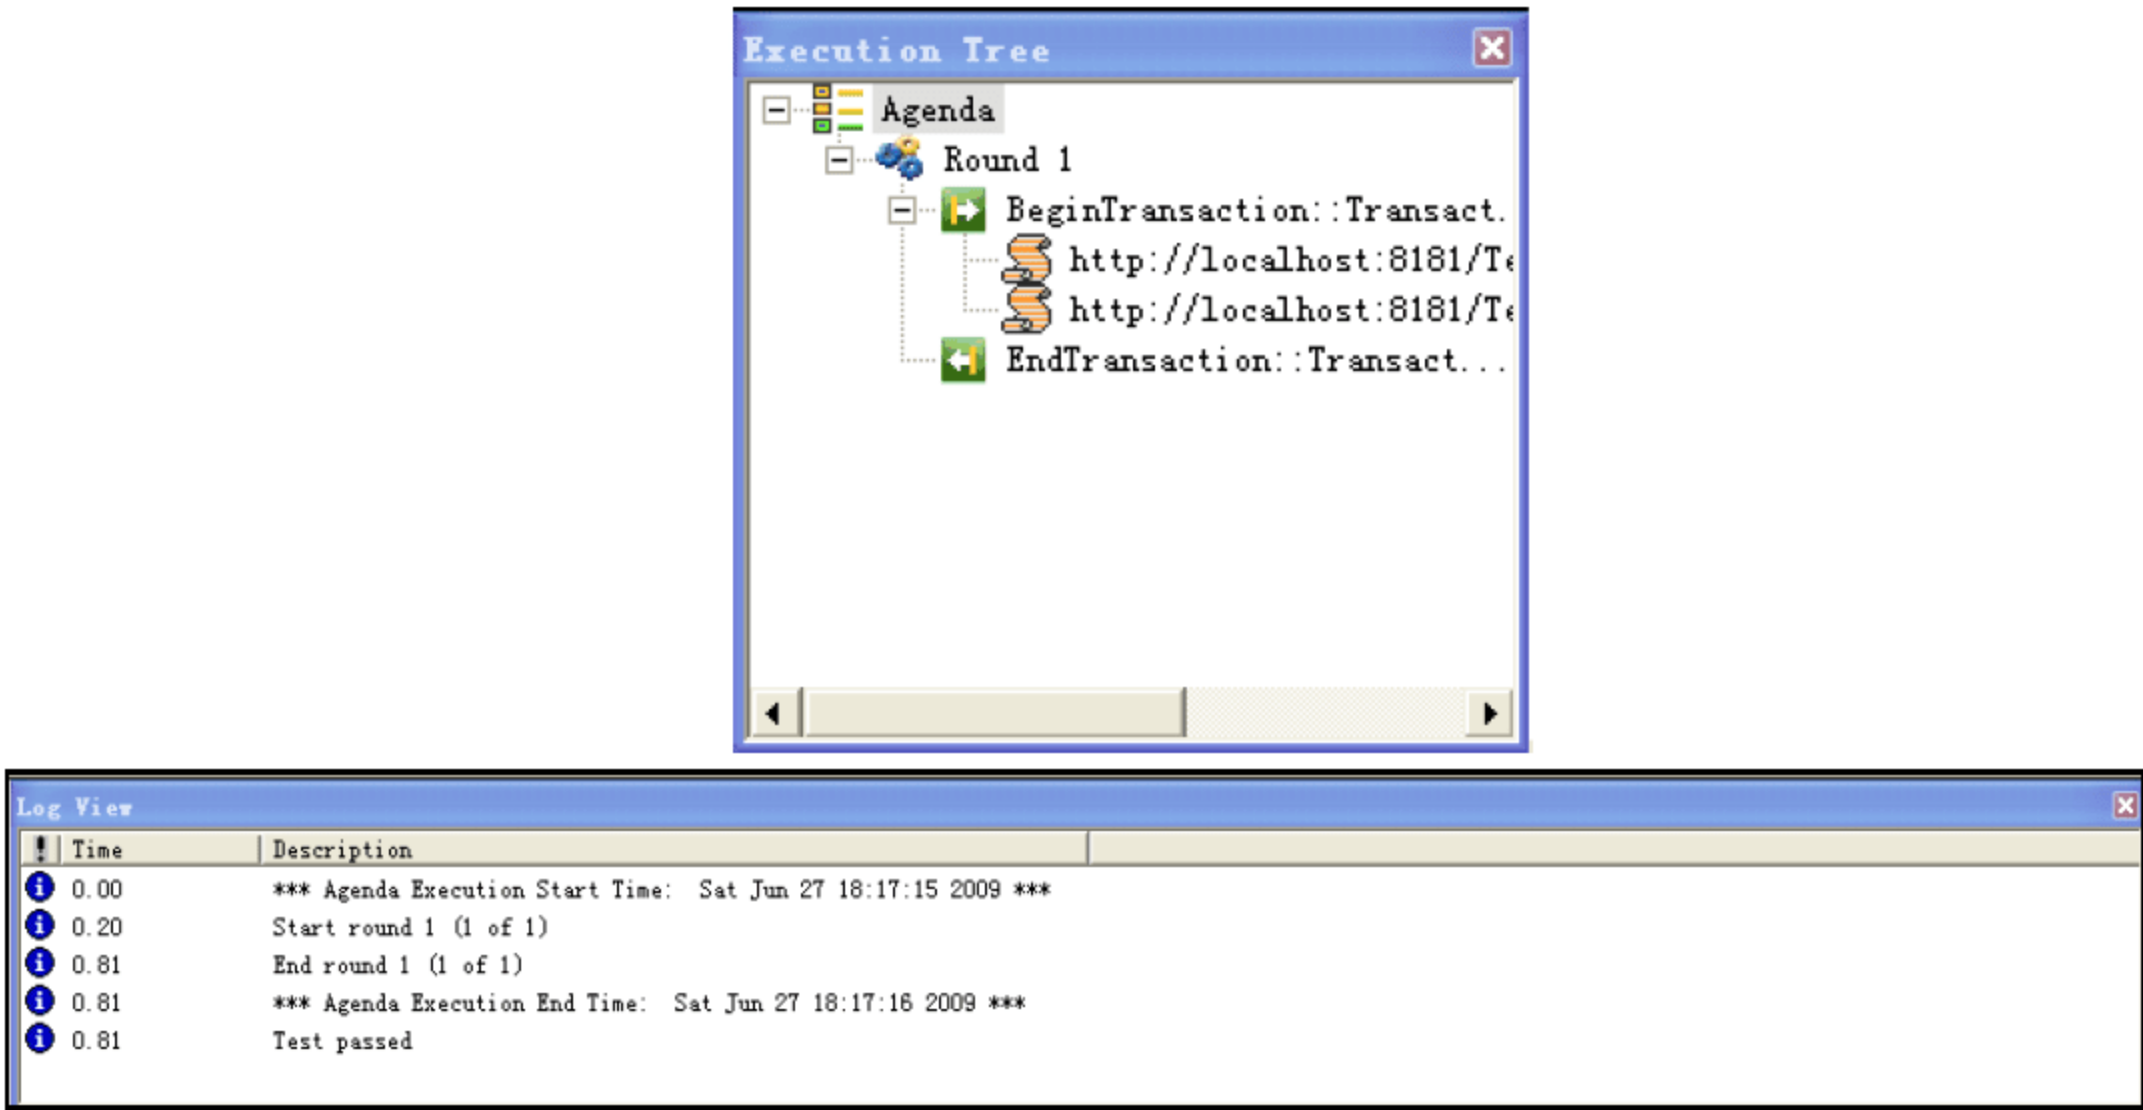 Execution Tree
Agenda
Round 1
BeginTransaction::Transact.
http://localhost:8181/Te
http://localhost:8181/Te
EndTransaction::Transact...
Log View
! Time Description
0.00 *** Agenda Execution Start Time: Sat Jun 27 18:17:15 2009 ***
0.20 Start round 1 (1 of 1)
0.81 End round 1 (1 of 1)
0.81 *** Agenda Execution End Time: Sat Jun 27 18:17:16 2009 ***
0.81 Test passed